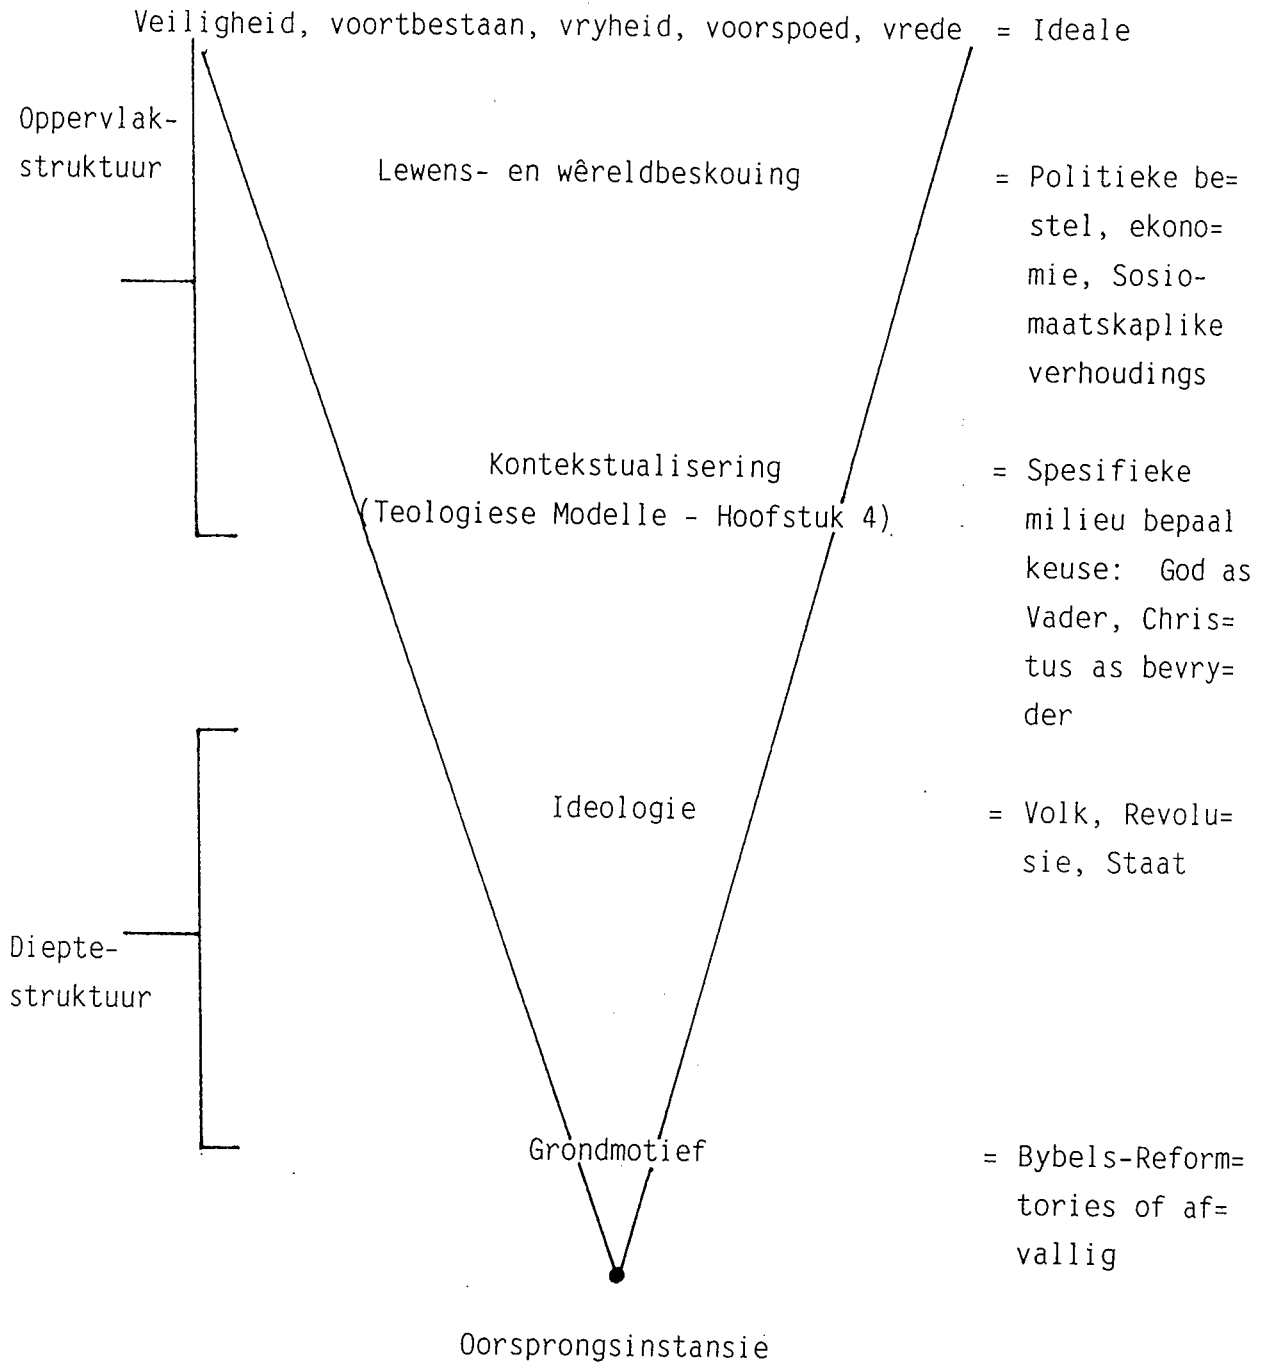 Veiligheid, voortbestaan, vryheid, voorspoed, vrede = Ideale
Oppervlak-
struktuur
Lewens- en wêreldbeskouing
= Politieke be=
stel, ekono=
mie, Sosio-
maatskaplike
verhoudings
Kontekstualisering
(Teologiese Modelle - Hoofstuk 4)
= Spesifieke
milieu bepaal
keuse: God as
Vader, Chris=
tus as bevry=
der
Ideologie
= Volk, Revolu=
sie, Staat
Diepte-
struktuur
Grondmotief
= Bybels-Reform=
tories of af=
vallig
Oorsprongsinstansie